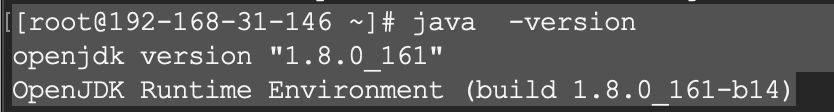 [[root@192-168-31-146 ~]# java  -version
openjdk version "1.8.0_161"
OpenJDK Runtime Environment (build 1.8.0_161-b14)